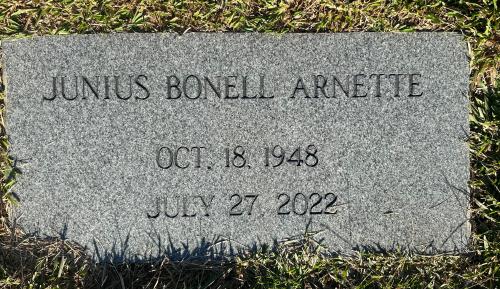 JUNIUS BONELL ARNETTE
OCT. 18, 1948
JULY 27, 2022